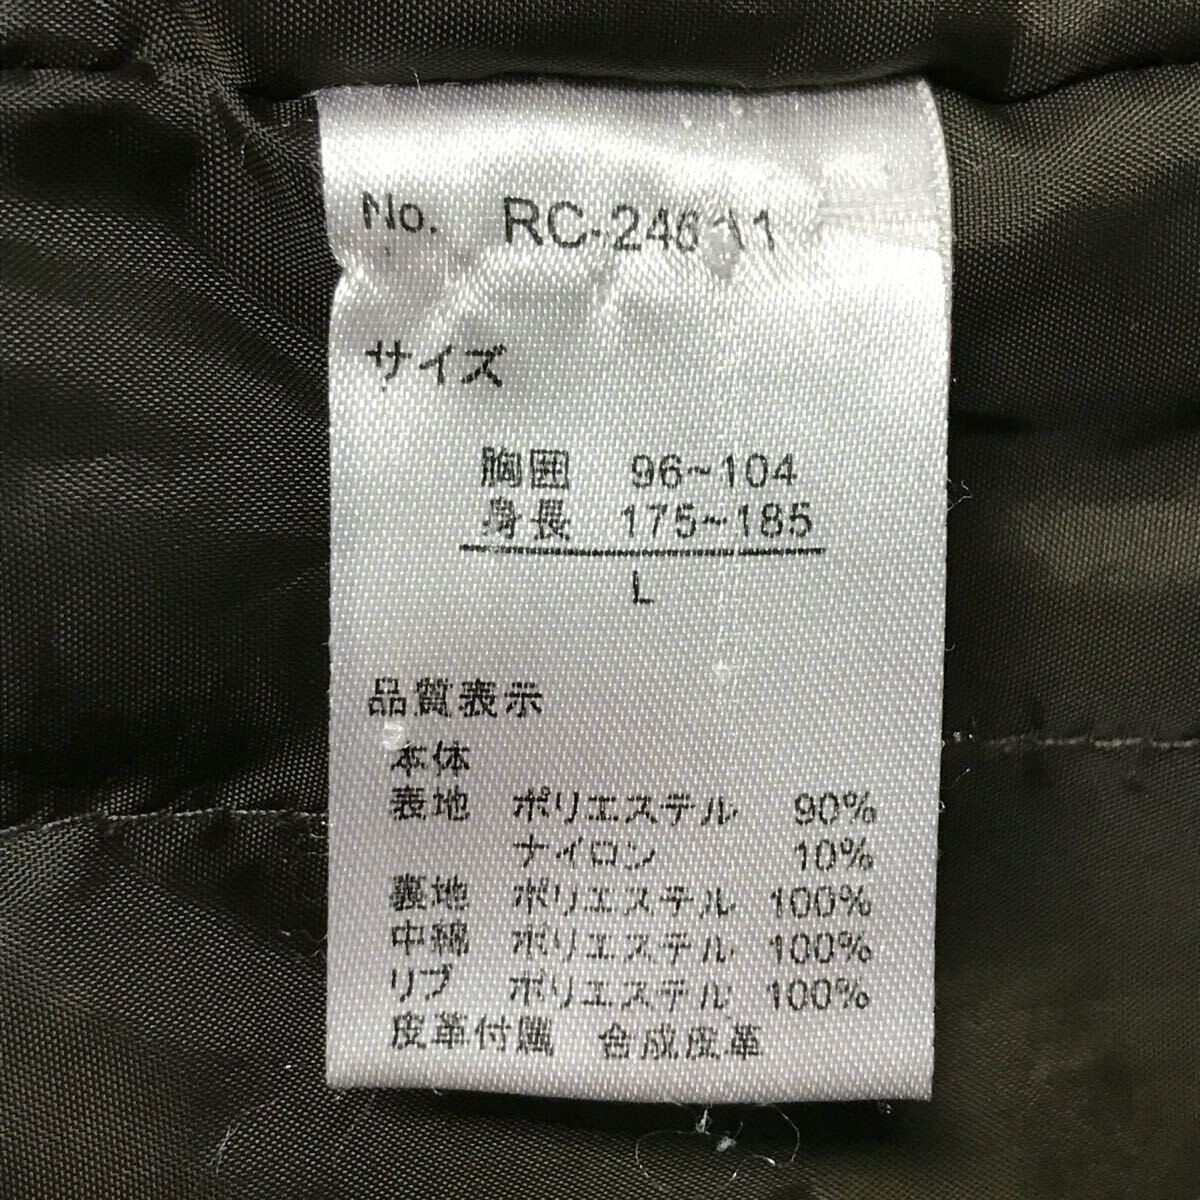 No. RC-24611
サイズ
胸囲 96~104
身長 175~185
L
品質表示
本体
表地 ポリエステル 90%
ナイロン 10%
裏地 ポリエステル 100%
中綿 ポリエステル 100%
リブ ポリエステル 100%
皮革付属 合成皮革